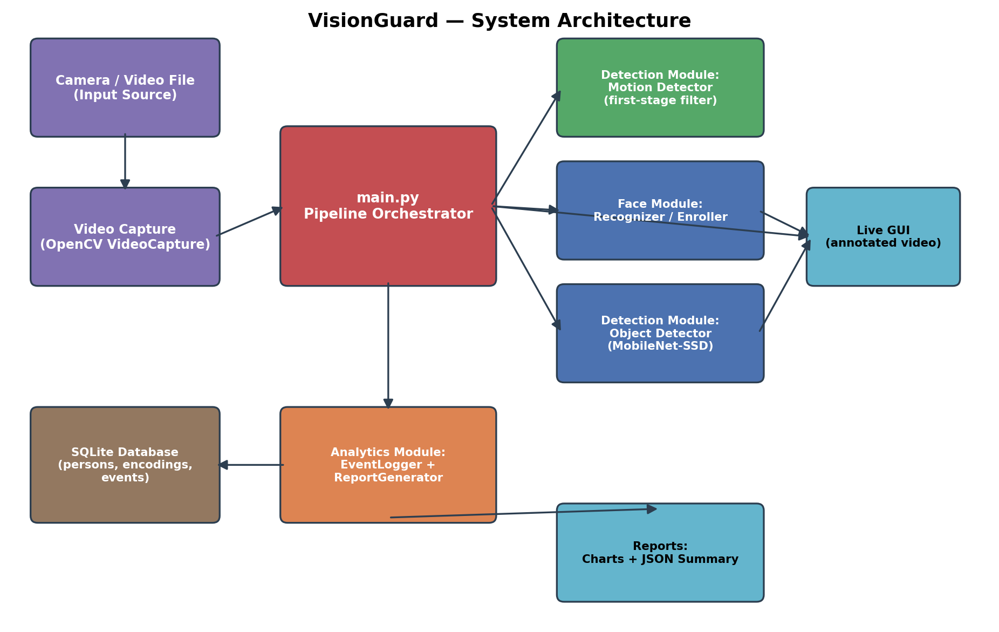 VisionGuard — System Architecture
Camera / Video File
(Input Source)
Detection Module:
Motion Detector
(first-stage filter)
main.py
Pipeline Orchestrator
Face Module:
Recognizer / Enroller
Video Capture
(OpenCV VideoCapture)
Live GUI
(annotated video)
Detection Module:
Object Detector
(MobileNet-SSD)
SQLite Database
(persons, encodings,
events)
Analytics Module:
EventLogger +
ReportGenerator
Reports:
Charts + JSON Summary